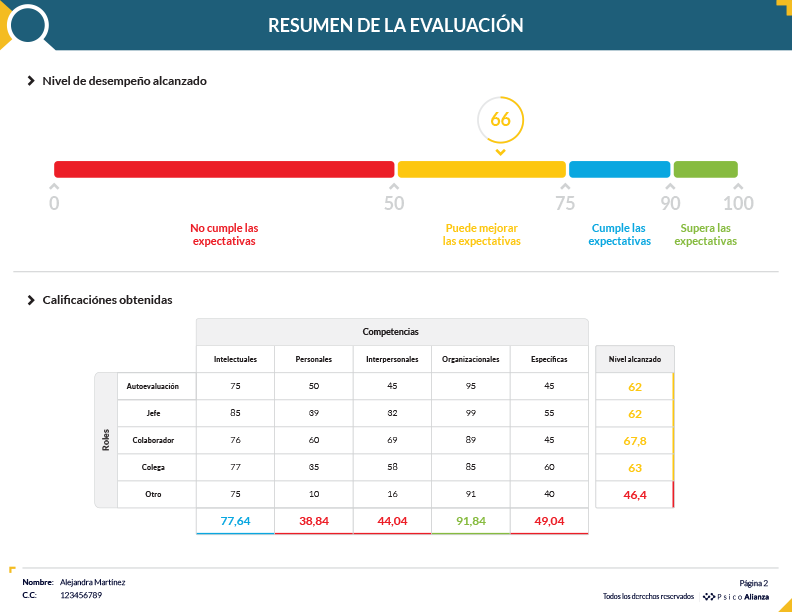 RESUMEN DE LA EVALUACIÓN
Nivel de desempeño alcanzado
66
0 50 75 90 100
No cumple las expectativas
Puede mejorar las expectativas
Cumple las expectativas
Supera las expectativas
Calificaciónes obtenidas
Competencias
Intelectuales Personales Interpersonales Organizacionales Específicas Nivel alcanzado
Roles
Autoevaluación 75 50 45 95 45 62
Jefe 85 39 32 99 55 62
Colaborador 76 60 69 89 45 67,8
Colega 77 35 58 85 60 63
Otro 75 10 16 91 40 46,4
77,64 38,84 44,04 91,84 49,04
Nombre: Alejandra Martínez
C.C: 123456789
Página 2
Todos los derechos reservados Psico Alianza